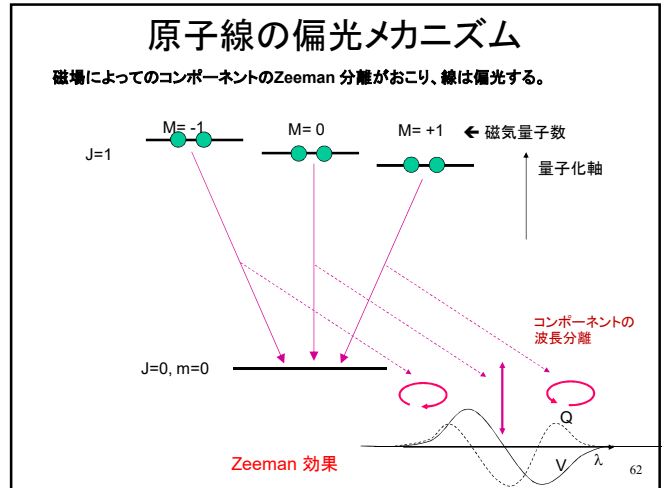 原子線の偏光メカニズム
磁場によってのコンポーネントのZeeman 分離がおこり、線は偏光する。
M= -1
M= 0
M= +1
← 磁気量子数
J=1
量子化軸
コンポーネントの
波長分離
J=0, m=0
Q
V
λ
Zeeman 効果
62